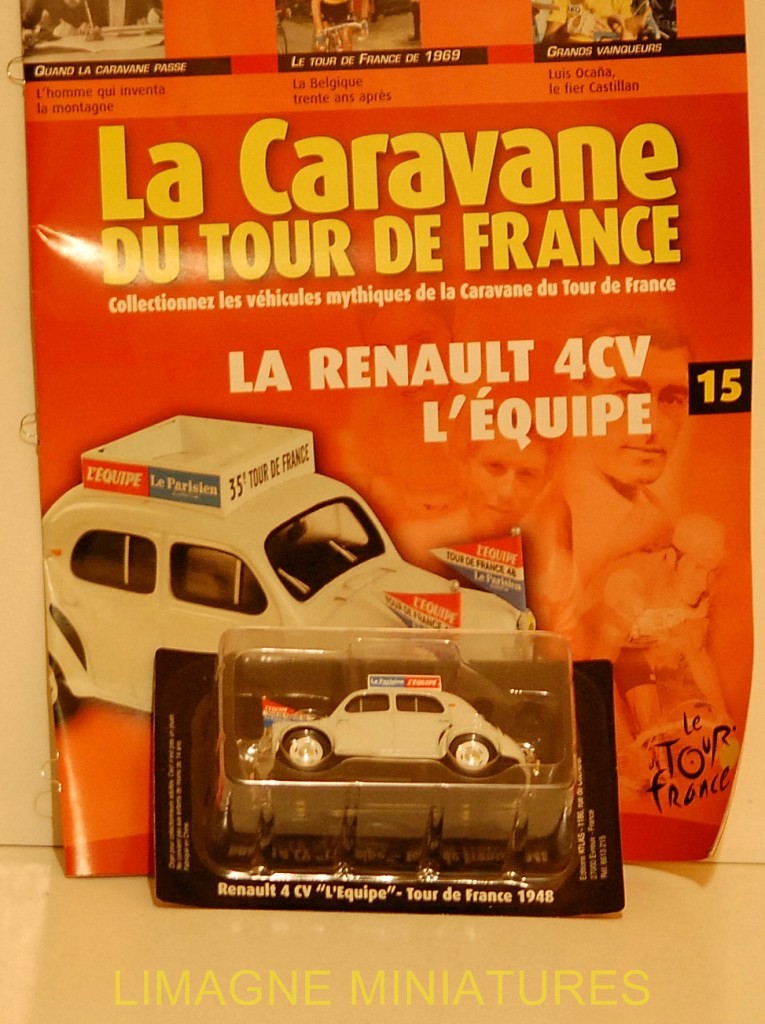 QUAND LA CARAVANE PASSE
L'homme qui inventa
la montagne
LE TOUR DE FRANCE DE 1969
La Belgique
trente ans après
GRANDS VAINQUEURS
Luis Ocaña,
le fier Castillan
La Caravane
DU TOUR DE FRANCE
Collectionnez les véhicules mythiques de la Caravane du Tour de France
LA RENAULT 4CV
L'ÉQUIPE
15
L'EQUIPE Le Parisien 35E TOUR DE FRANCE
L'EQUIPE
TOUR DE FRANCE 48
Le Parisien
L'EQUIPE
TOUR DE FRANCE
Le Parisien L'EQUIPE
Le
TOUR
de
france
Renault 4 CV "L'Equipe" - Tour de France 1948
LIMAGNE MINIATURES